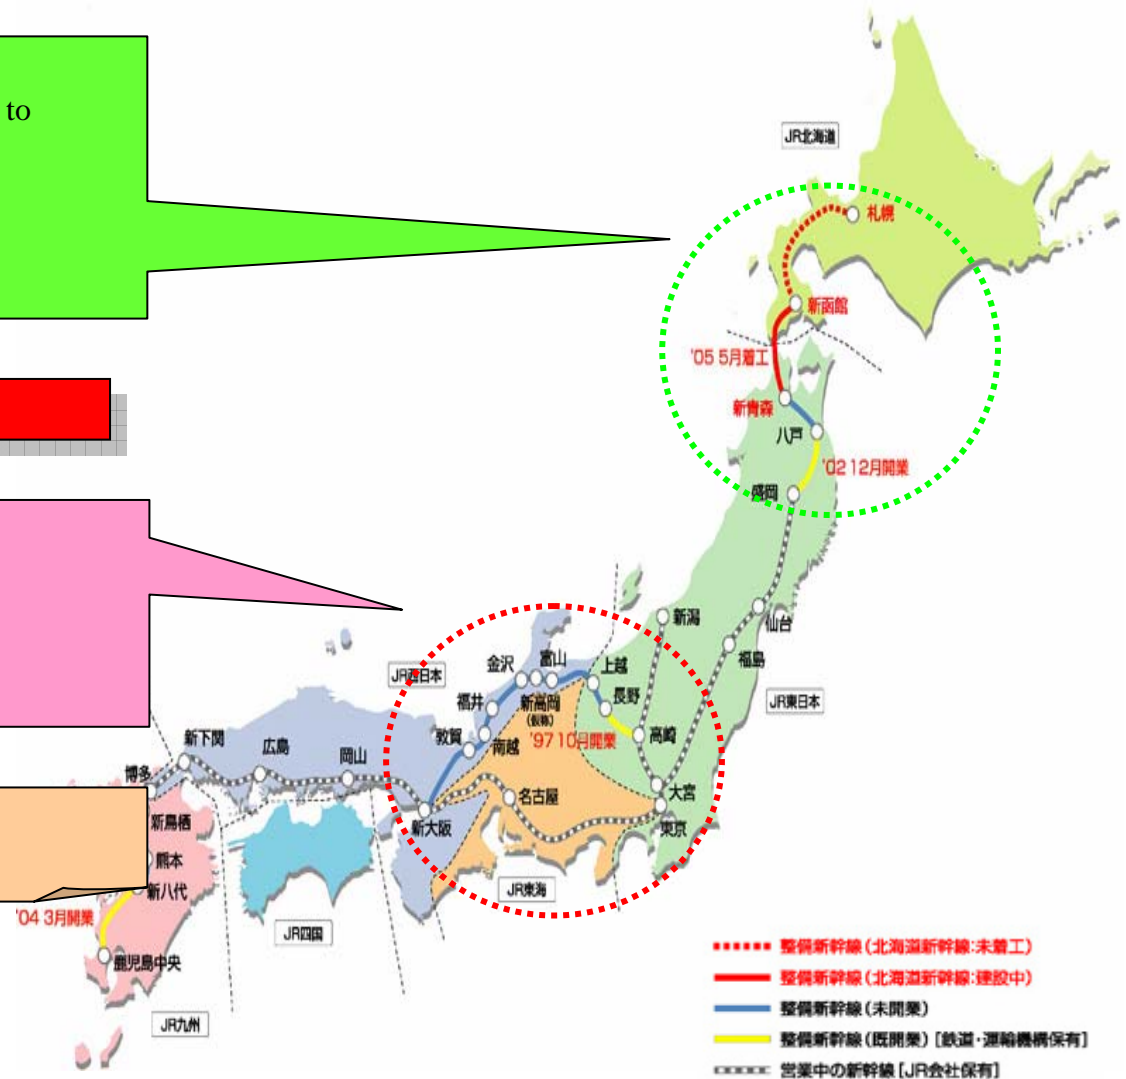 to
JR北海道
札幌
新函館
'05 5月着工
新青森
八戸
'02 12月開業
盛岡
新潟
仙台
福島
JR東日本
JR西日本
金沢
富山
上越
長野
福井
新高岡
(仮称)
敦賀
南越
'97 10月開業
高崎
新下関
広島
岡山
博多
名古屋
大宮
新大阪
東京
新鳥栖
熊本
新八代
JR東海
'04 3月開業
JR四国
鹿児島中央
JR九州
整備新幹線(北海道新幹線:未着工)
整備新幹線(北海道新幹線:建設中)
整備新幹線(未開業)
整備新幹線(既開業)[鉄道・運輸機構保有]
営業中の新幹線[JR会社保有]